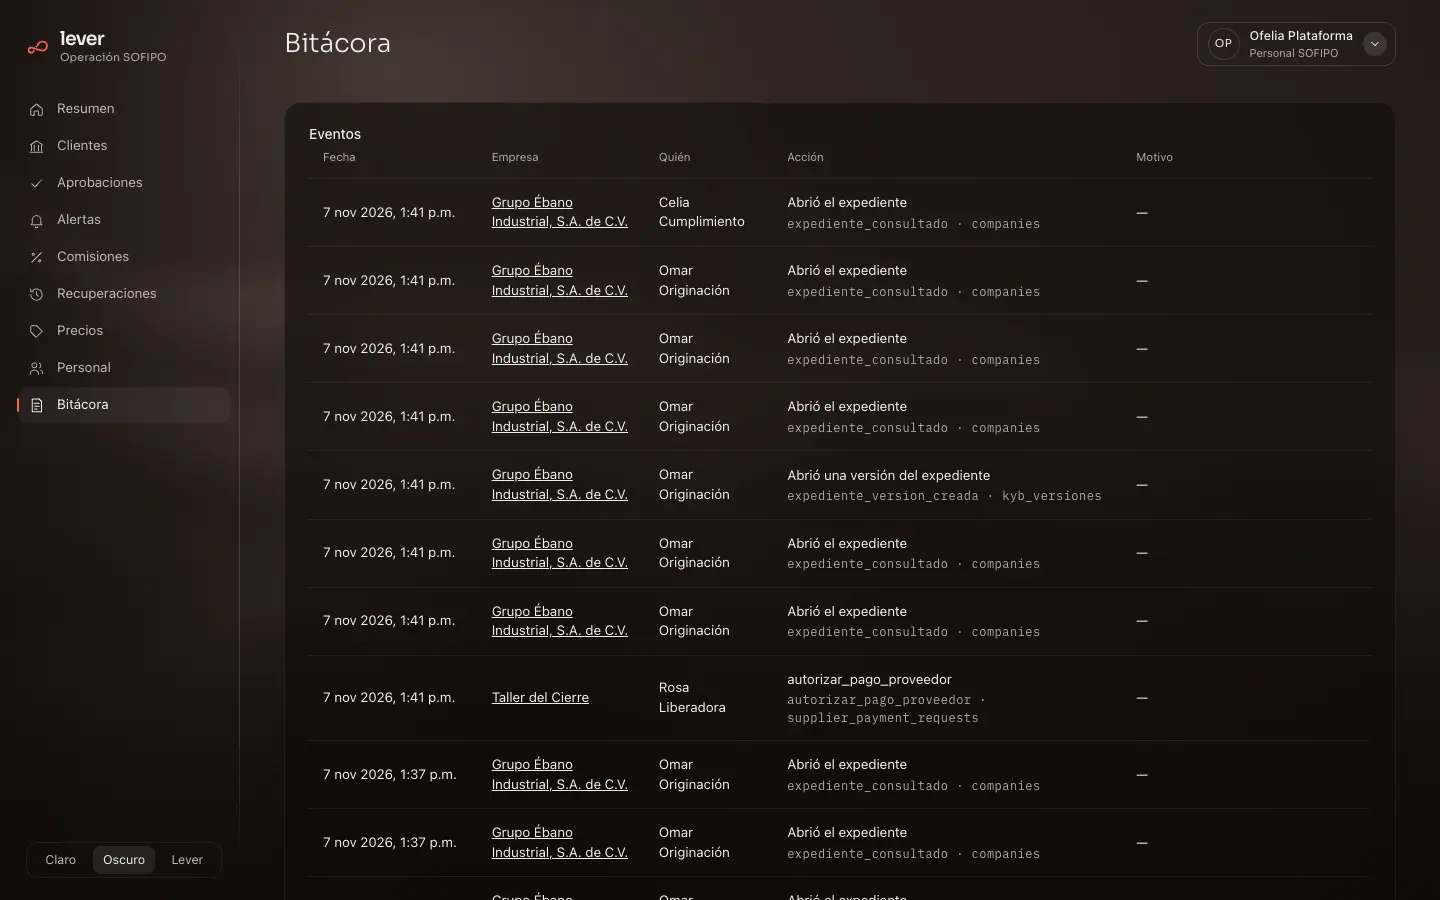 lever
Operación SOFIPO
Resumen
Clientes
Aprobaciones
Alertas
Comisiones
Recuperaciones
Precios
Personal
Bitácora
Claro
Oscuro
Lever
Bitácora
OP
Ofelia Plataforma
Personal SOFIPO
Eventos
Fecha
Empresa
Quién
Acción
Motivo
7 nov 2026, 1:41 p.m.
Grupo Ébano
Industrial, S.A. de C.V.
Celia
Cumplimiento
Abrió el expediente
expediente_consultado · companies
—
7 nov 2026, 1:41 p.m.
Grupo Ébano
Industrial, S.A. de C.V.
Omar
Originación
Abrió el expediente
expediente_consultado · companies
—
7 nov 2026, 1:41 p.m.
Grupo Ébano
Industrial, S.A. de C.V.
Omar
Originación
Abrió el expediente
expediente_consultado · companies
—
7 nov 2026, 1:41 p.m.
Grupo Ébano
Industrial, S.A. de C.V.
Omar
Originación
Abrió el expediente
expediente_consultado · companies
—
7 nov 2026, 1:41 p.m.
Grupo Ébano
Industrial, S.A. de C.V.
Omar
Originación
Abrió una versión del expediente
expediente_version_creada · kyb_versiones
—
7 nov 2026, 1:41 p.m.
Grupo Ébano
Industrial, S.A. de C.V.
Omar
Originación
Abrió el expediente
expediente_consultado · companies
—
7 nov 2026, 1:41 p.m.
Grupo Ébano
Industrial, S.A. de C.V.
Omar
Originación
Abrió el expediente
expediente_consultado · companies
—
7 nov 2026, 1:41 p.m.
Taller del Cierre
Rosa
Liberadora
autorizar_pago_proveedor
autorizar_pago_proveedor ·
supplier_payment_requests
—
7 nov 2026, 1:37 p.m.
Grupo Ébano
Industrial, S.A. de C.V.
Omar
Originación
Abrió el expediente
expediente_consultado · companies
—
7 nov 2026, 1:37 p.m.
Grupo Ébano
Industrial, S.A. de C.V.
Omar
Originación
Abrió el expediente
expediente_consultado · companies
—
Grupo Ébano
Omar
Abrió el expediente